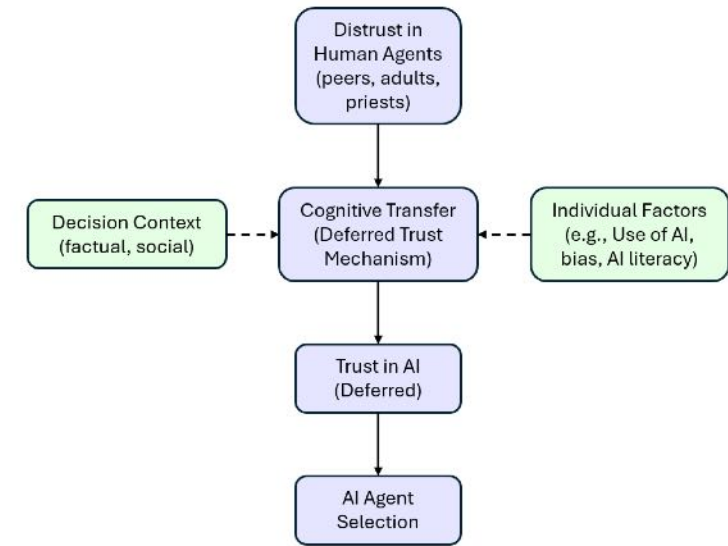 Distrust in
Human Agents
(peers, adults,
priests)
Decision Context
(factual, social)
Cognitive Transfer
(Deferred Trust
Mechanism)
Individual Factors
(e.g., Use of AI,
bias, AI literacy)
Trust in AI
(Deferred)
AI Agent
Selection